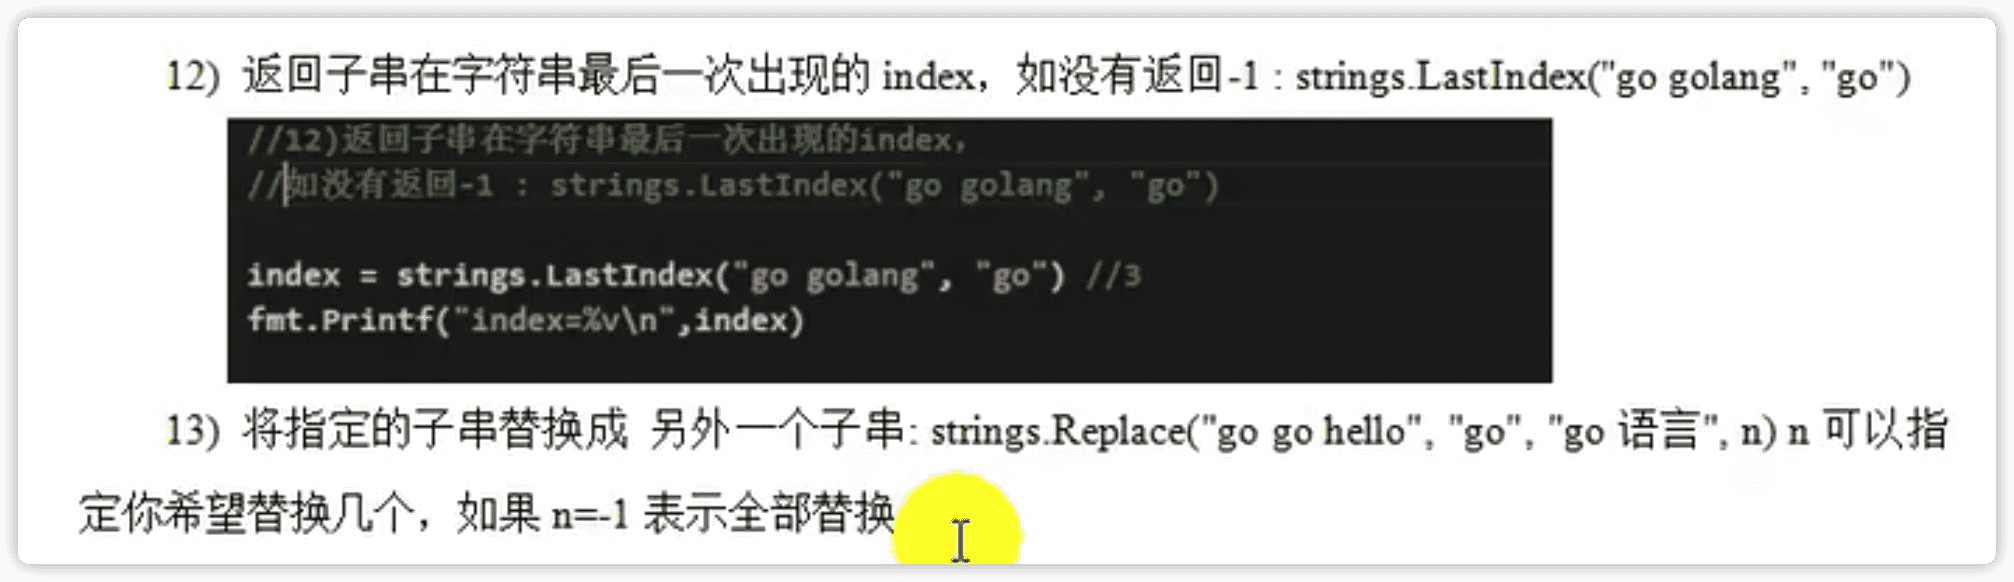 12) 返回子串在字符串最后一次出现的 index，如没有返回-1 : strings.LastIndex("go golang", "go")
//12)返回子串在字符串最后一次出现的index，
//如没有返回-1 : strings.LastIndex("go golang", "go")
index = strings.LastIndex("go golang", "go") //3
fmt.Printf("index=%v\n",index)
13) 将指定的子串替换成 另外一个子串: strings.Replace("go go hello", "go", "go 语言", n) n 可以指
定你希望替换几个，如果 n=-1 表示全部替换